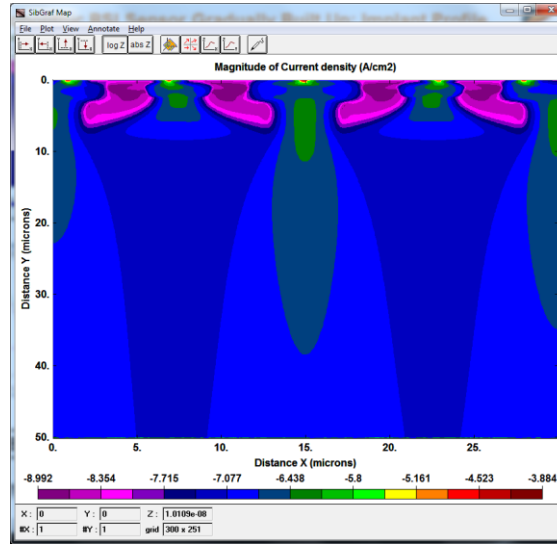 SibGraf Map
File Plot View Annotate Help
log Z abs Z
Magnitude of Current density (A/cm2)
0.
10.
20.
30.
40.
50.
Distance Y (microns)
0. 5. 10. 15. 20. 25.
Distance X (microns)
-8.992 -8.354 -7.715 -7.077 -6.438 -5.8 -5.161 -4.523 -3.884
X : 0 Y : 0 Z : 1.0109e-08
#X : 1 #Y : 1 grid 300 x 251